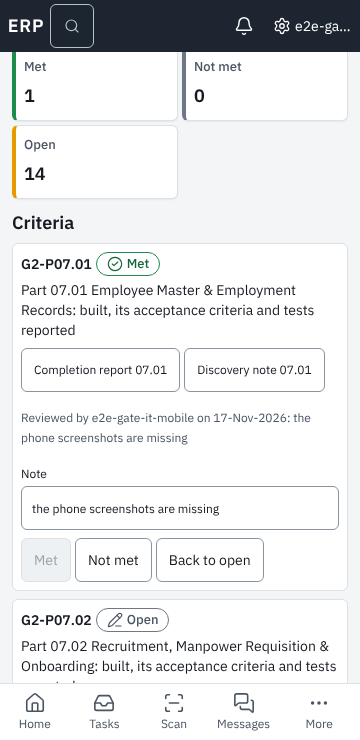 ERP
e2e-ga...
Met
1
Not met
0
Open
14
Criteria
G2-P07.01 Met
Part 07.01 Employee Master & Employment
Records: built, its acceptance criteria and tests
reported
Completion report 07.01
Discovery note 07.01
Reviewed by e2e-gate-it-mobile on 17-Nov-2026: the
phone screenshots are missing
Note
the phone screenshots are missing
Met
Not met
Back to open
G2-P07.02 Open
Part 07.02 Recruitment, Manpower Requisition &
Onboarding: built, its acceptance criteria and tests
Home
Tasks
Scan
Messages
More